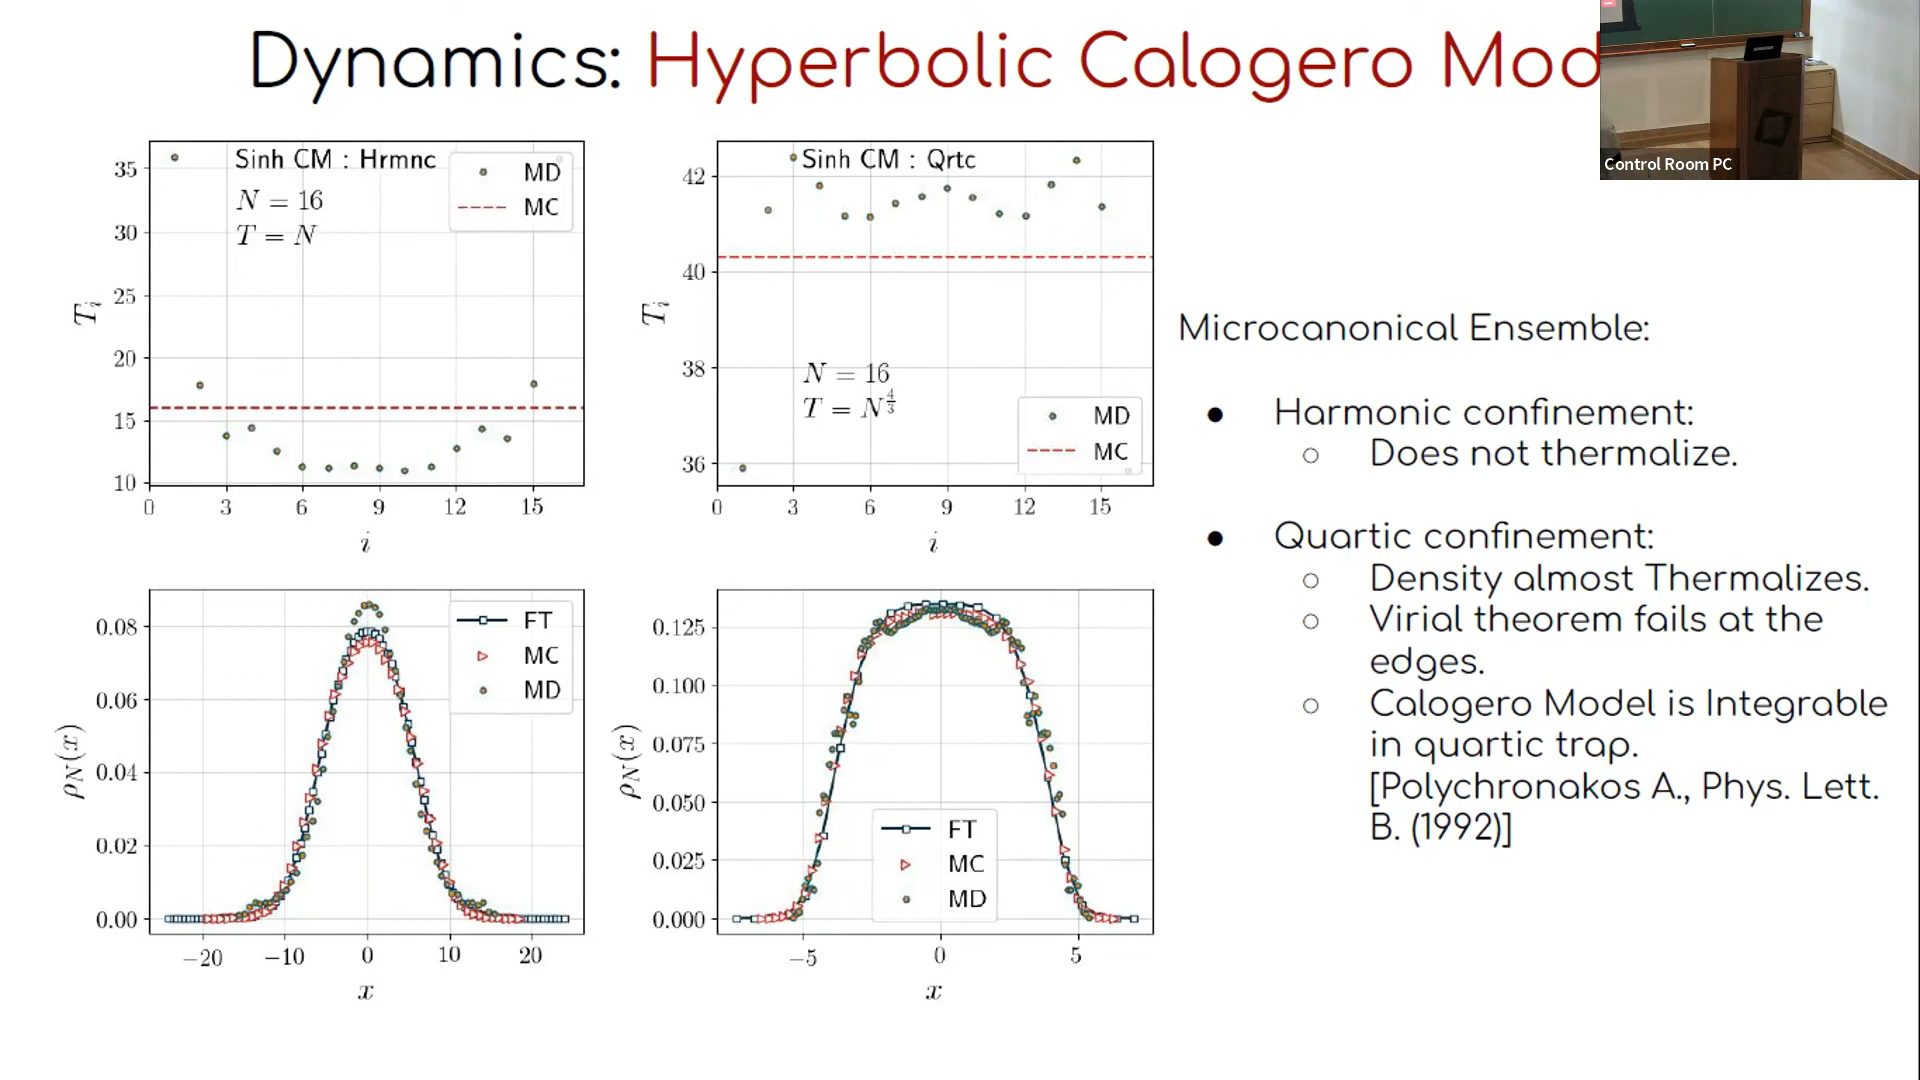 Dynamics: Hyperbolic Calogero Mod
Control Room PC
Sinh CM : Hrmnc
N = 16
T = N
MD
MC
35
30
25
20
15
10
T_i
0 3 6 9 12 15
i
Sinh CM : Qrtc
N = 16
T = N^{4/3}
MD
MC
42
40
38
36
T_i
0 3 6 9 12 15
i
FT
MC
MD
0.08
0.06
0.04
0.02
0.00
ρ_N(x)
−20 −10 0 10 20
x
FT
MC
MD
0.125
0.100
0.075
0.050
0.025
0.000
ρ_N(x)
−5 0 5
x
Microcanonical Ensemble:
● Harmonic confinement:
○ Does not thermalize.
● Quartic confinement:
○ Density almost Thermalizes.
○ Virial theorem fails at the
edges.
○ Calogero Model is Integrable
in quartic trap.
[Polychronakos A., Phys. Lett.
B. (1992)]